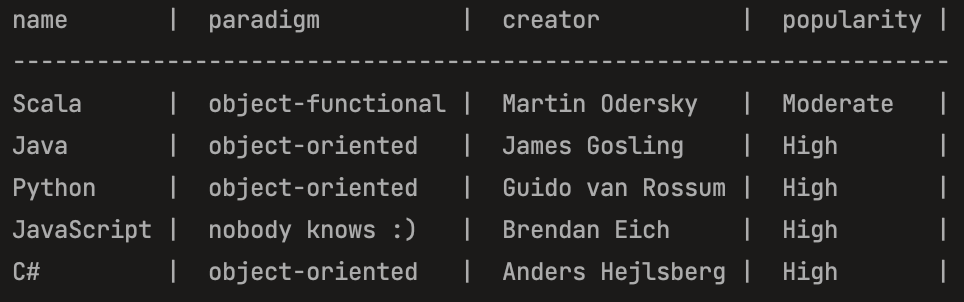 name       |  paradigm          |  creator          |  popularity |
-------------------------------------------------------------------
Scala      |  object-functional |  Martin Odersky   |  Moderate   |
Java       |  object-oriented   |  James Gosling    |  High       |
Python     |  object-oriented   |  Guido van Rossum |  High       |
JavaScript |  nobody knows :)   |  Brendan Eich     |  High       |
C#         |  object-oriented   |  Anders Hejlsberg |  High       |